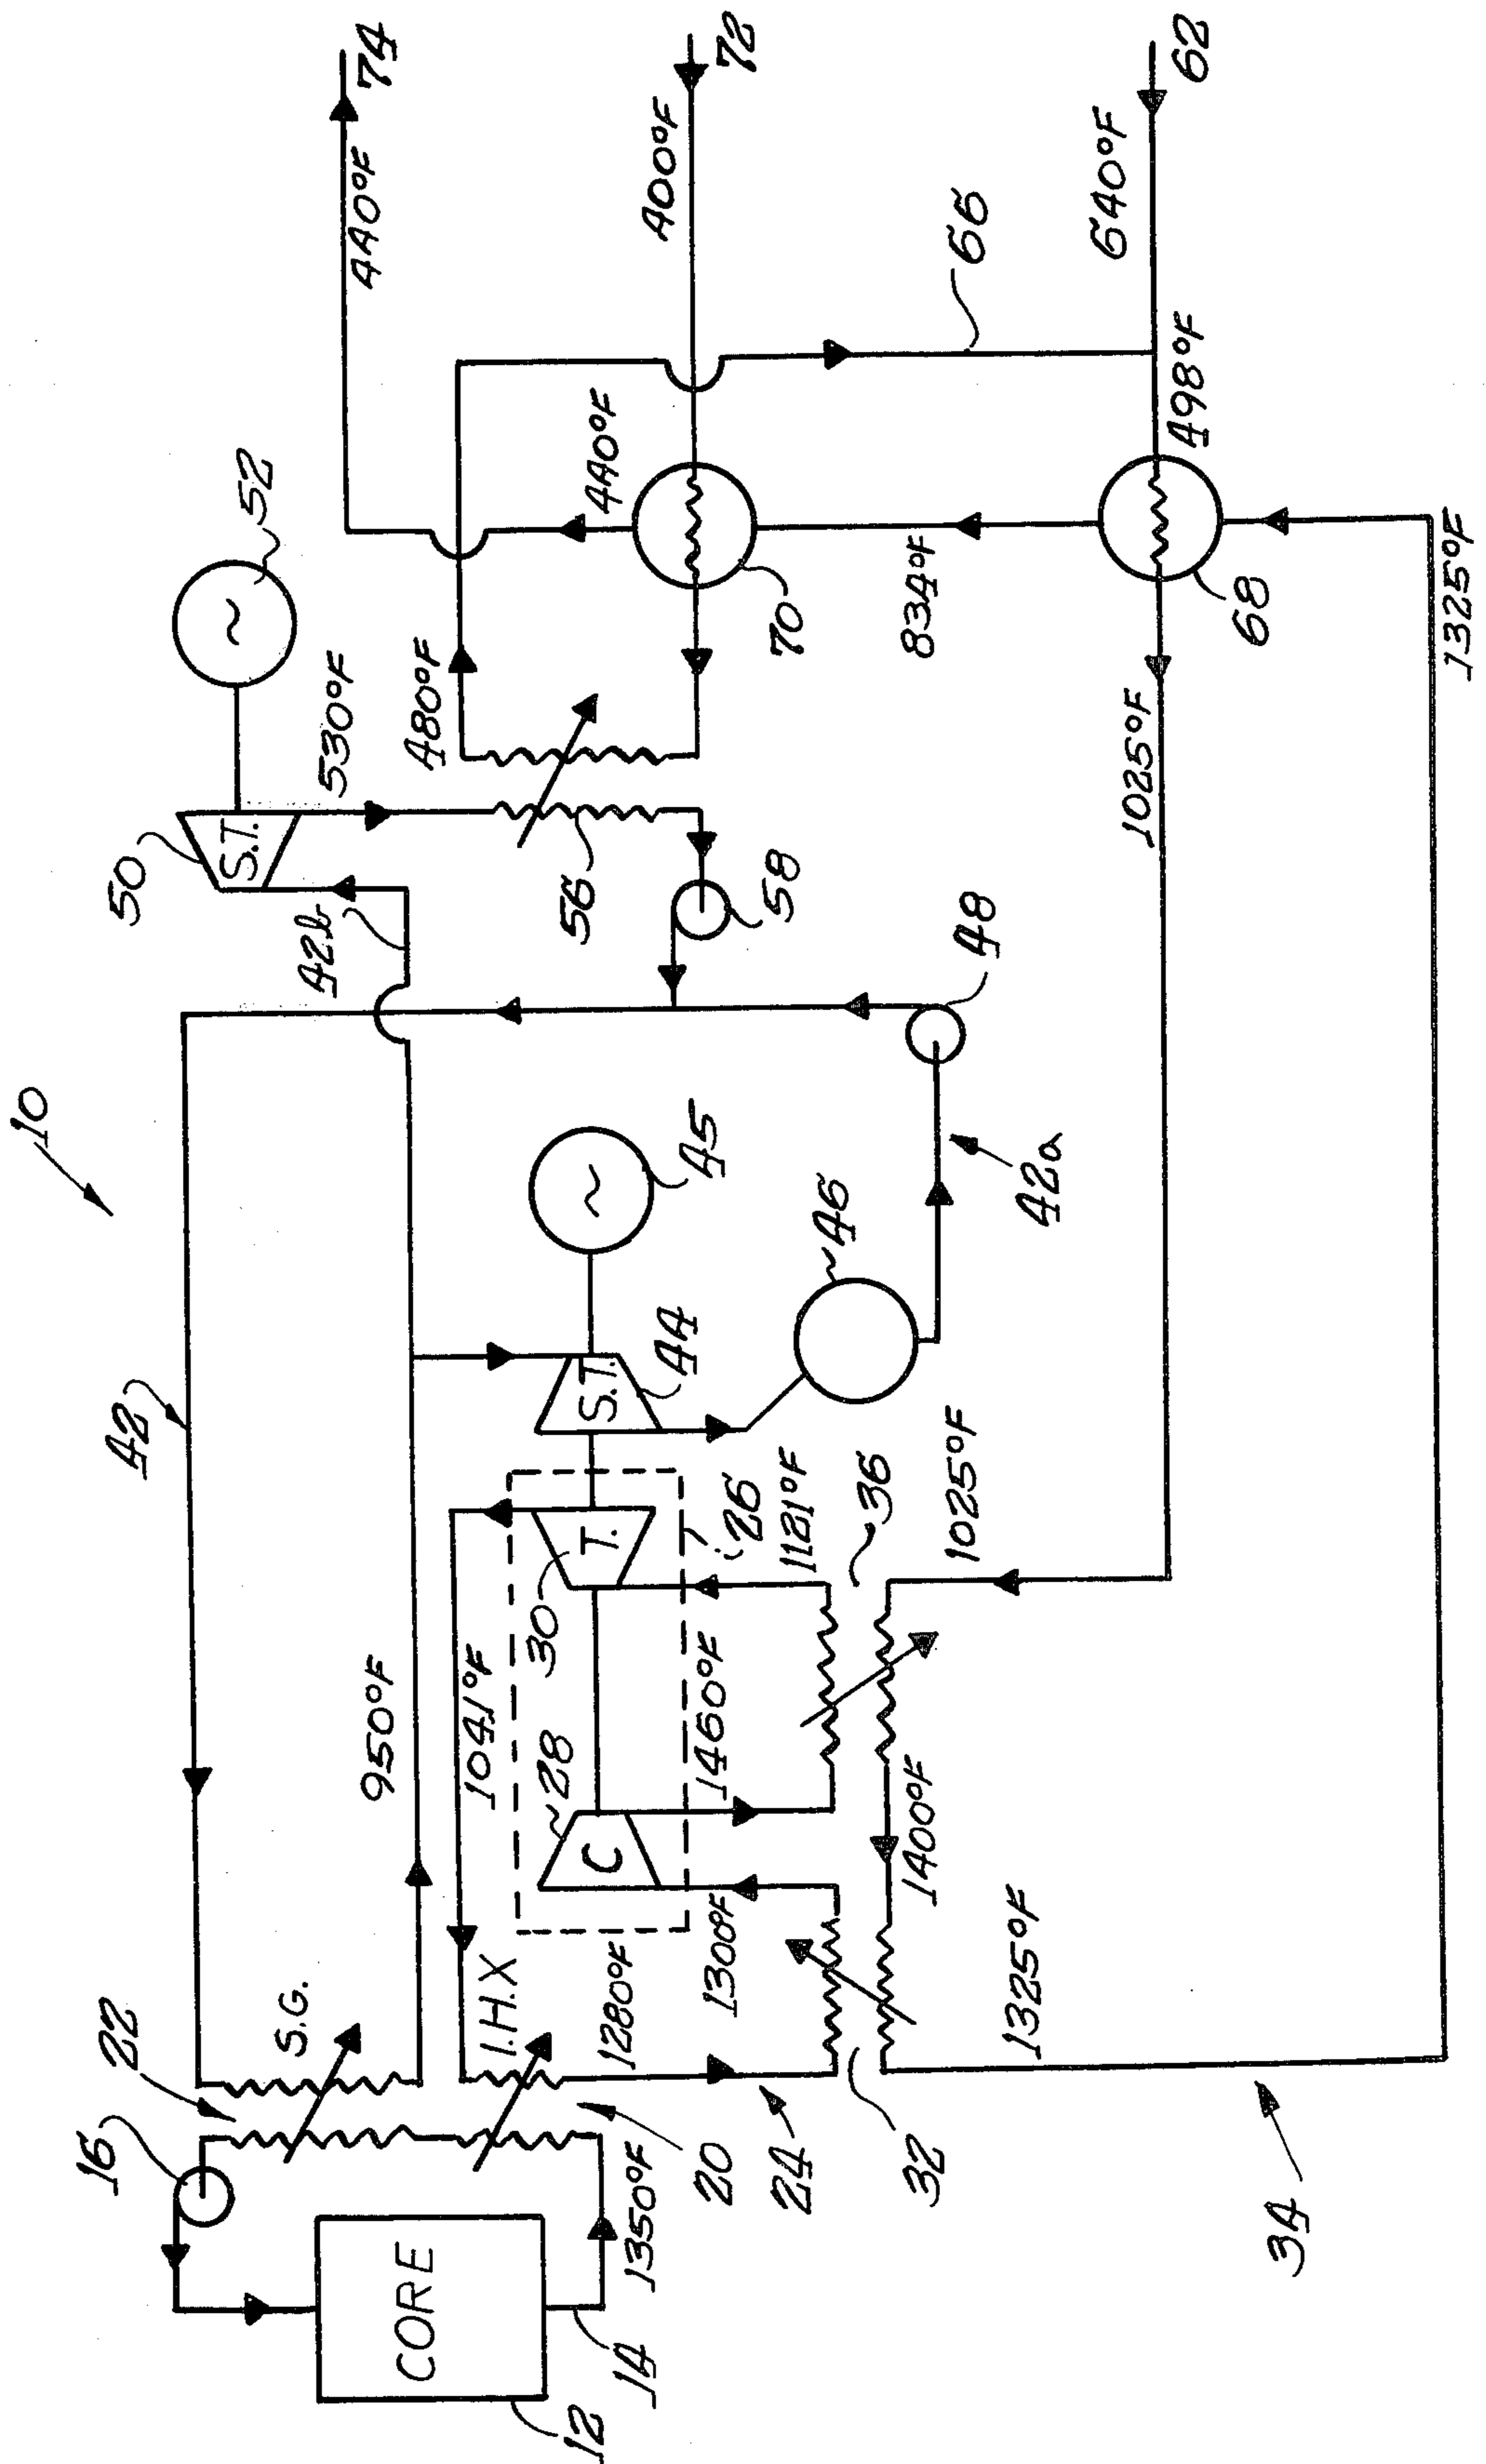 10
42
22
S.G.
50
S.T.
52
530°F
74
440°F
16
950°F
42b
480°F
1041°F
I.H.X
CORE
12
14
1350°F
20
1280°F
1300°F
C
28
30
T.
26
1460°F
1121°F
S.T.
44
45
46
56
58
440°F
400°F
72
70
24
32
36
1400°F
1025°F
42a
48
834°F
66
1325°F
1025°F
498°F
640°F
62
68
34
1325°F